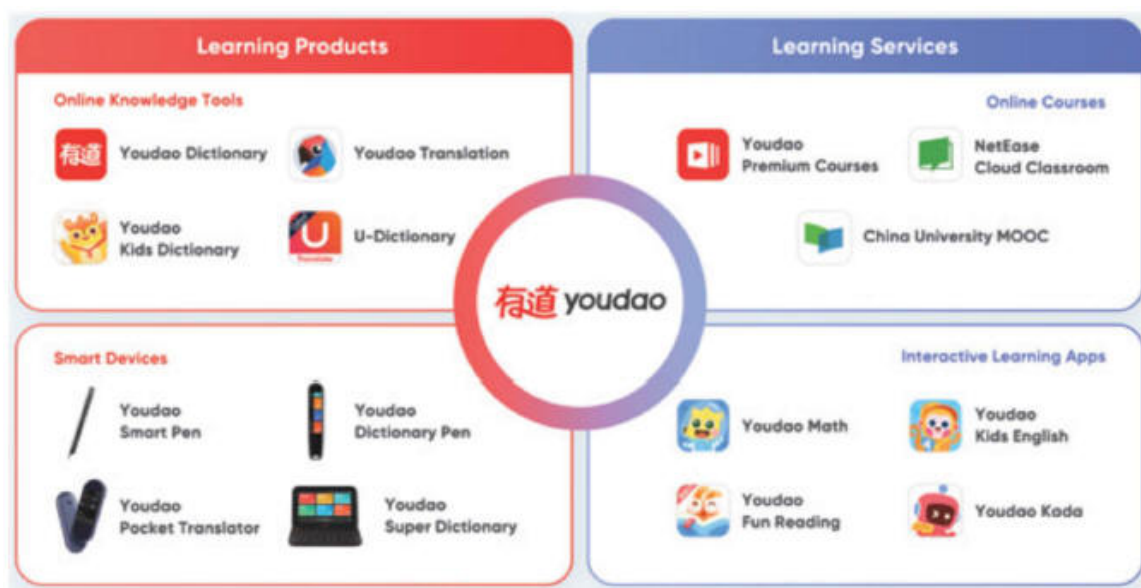 Learning Products
Online Knowledge Tools
有道
Youdao Dictionary
Youdao Translation
Youdao
Kids Dictionary
U
Translate
U-Dictionary
Learning Services
Online Courses
Youdao
Premium Courses
NetEase
Cloud Classroom
China University MOOC
有道 youdao
Smart Devices
Youdao
Smart Pen
Youdao
Dictionary Pen
Youdao
Pocket Translator
Youdao
Super Dictionary
Interactive Learning Apps
Youdao Math
Youdao
Kids English
Youdao
Fun Reading
Youdao Kada